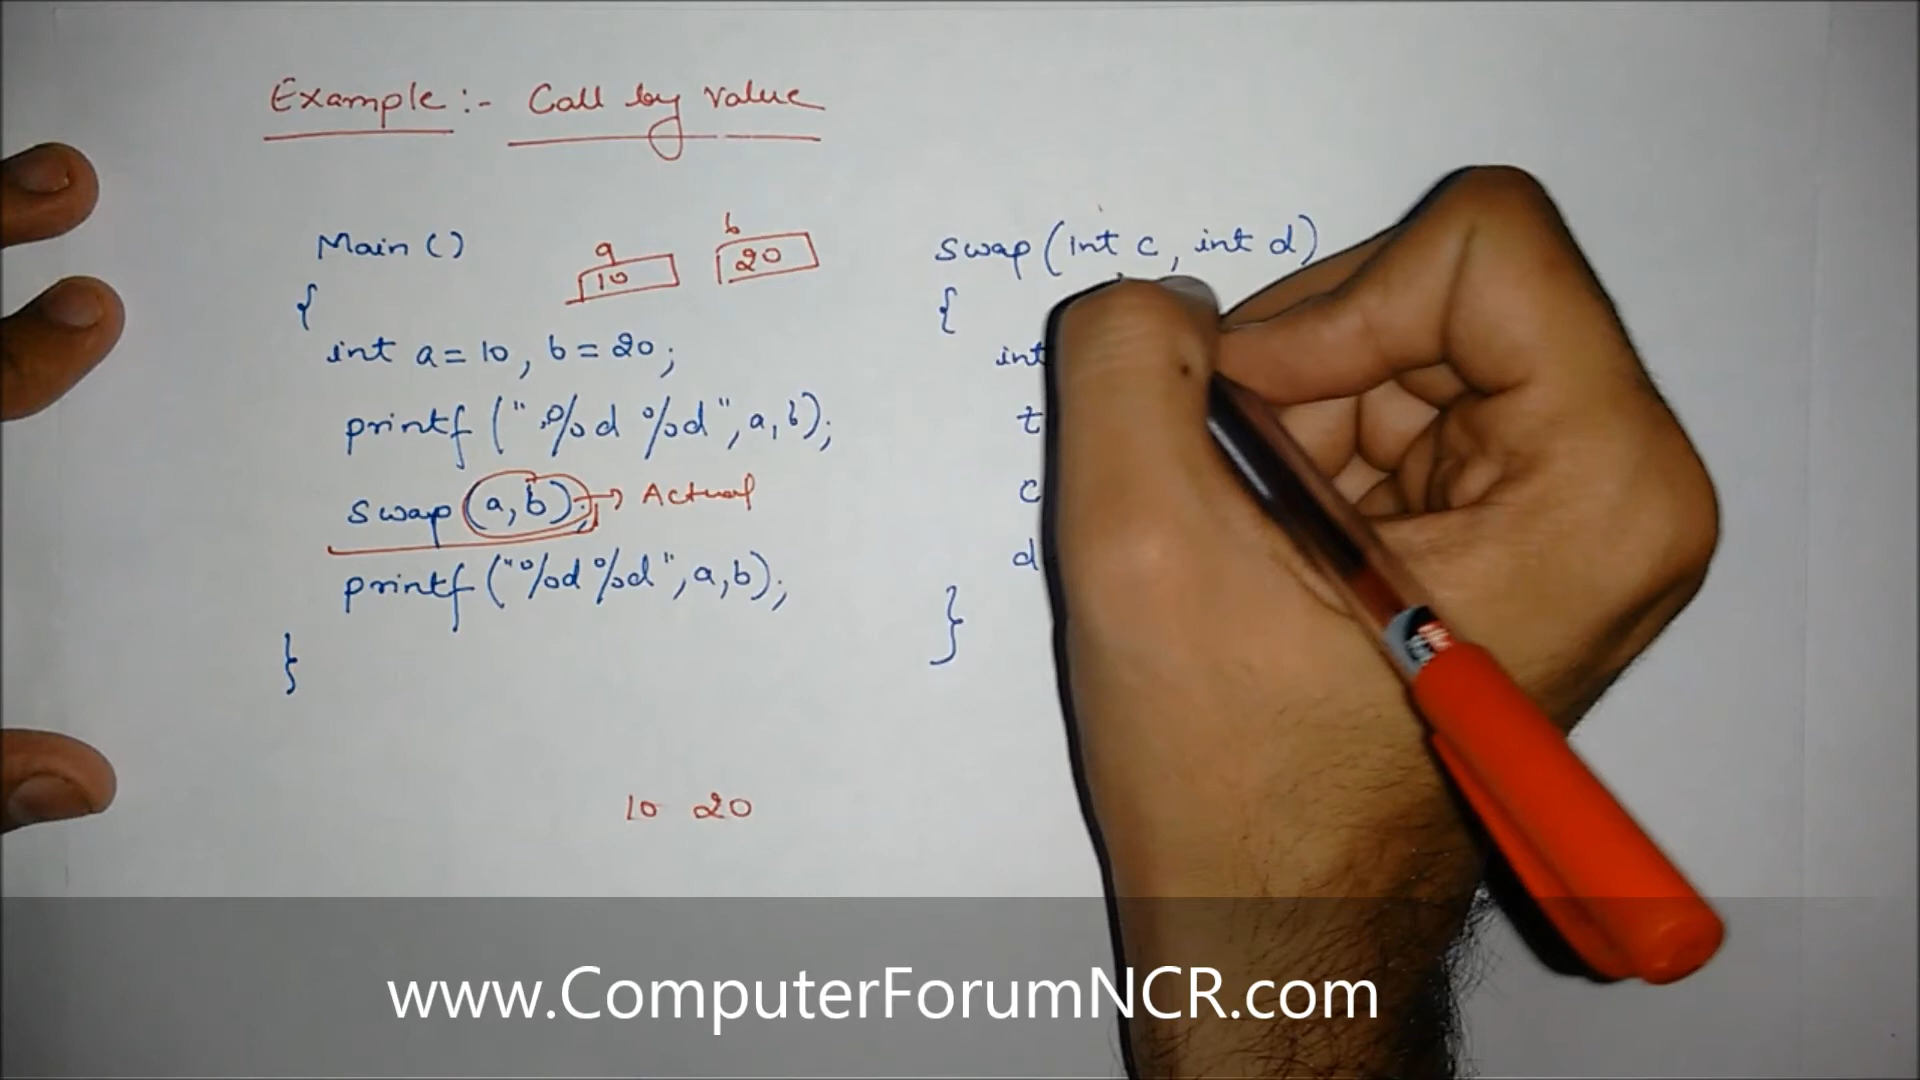 Example:- Call by value
Main ()
{
a
10
b
20
int a=10, b=20;
printf ("%d %d", a, b);
swap (a, b); → Actual
printf ("%d %d", a, b);
}
10 20
swap (int c, int d)
{
int
t
c
d
}
www.ComputerForumNCR.com